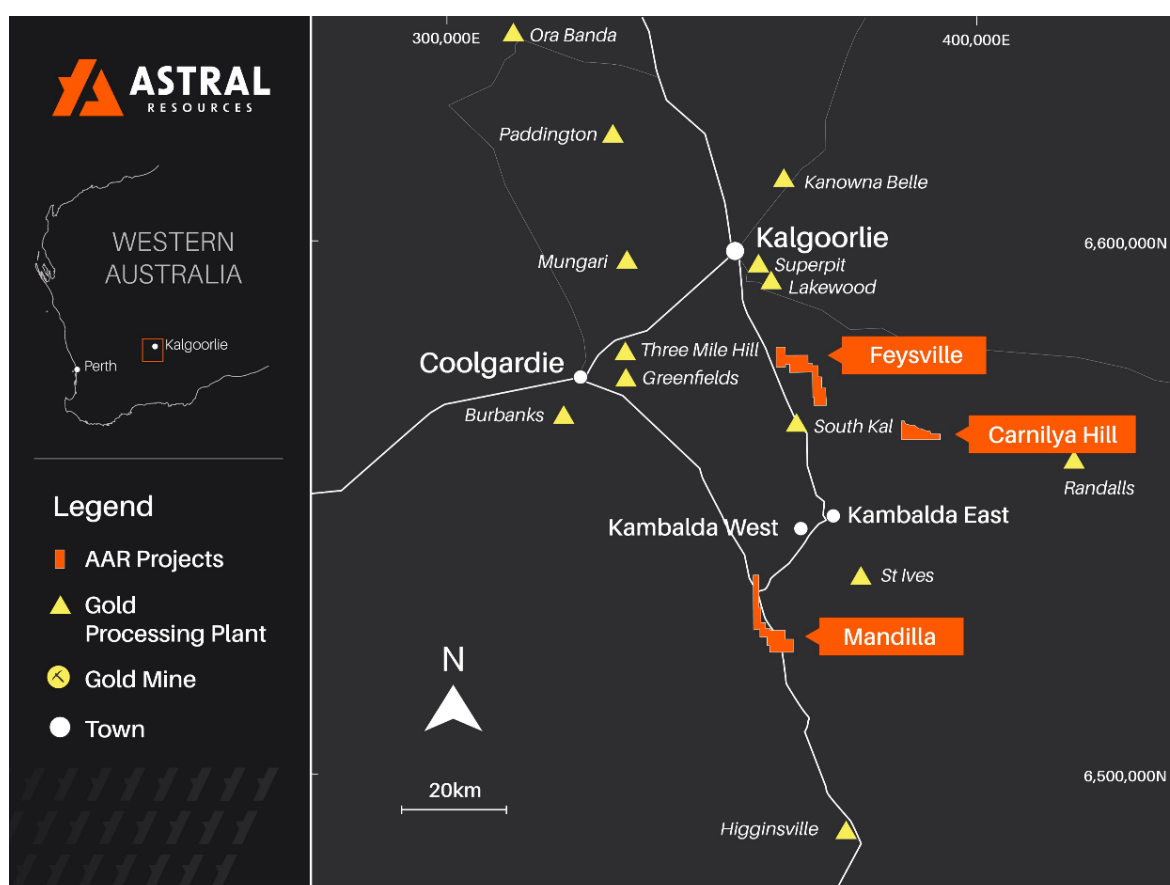 ASTRAL
RESOURCES
WESTERN
AUSTRALIA
Kalgoorlie
Perth
Legend
AAR Projects
Gold
Processing Plant
Gold Mine
Town
300,000E
400,000E
Ora Banda
Paddington
Kanowna Belle
Kalgoorlie
6,600,000N
Mungari
Superpit
Lakewood
Three Mile Hill
Feysville
Coolgardie
Greenfields
Burbanks
South Kal
Carnilya Hill
Randalls
Kambalda West
Kambalda East
St Ives
Mandilla
N
20km
6,500,000N
Higginsville